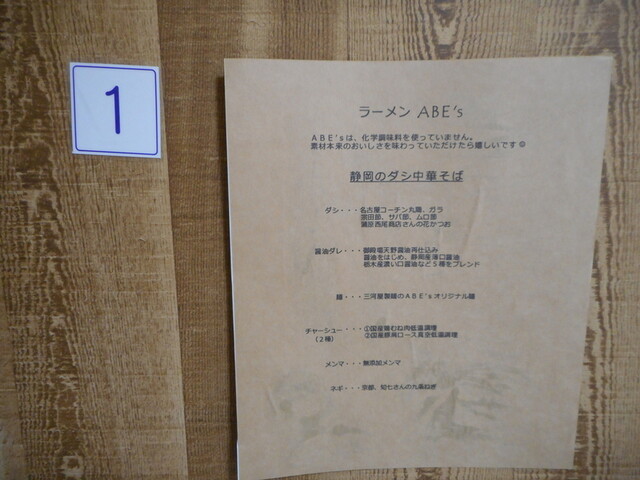 1
ラーメン ABE's
ABE'sは、化学調味料を使っていません。
素材本来のおいしさを味わっていただけたら嬉しいです☺
静岡のダシ中華そば
ダシ・・・名古屋コーチン丸鶏、ガラ
宗田節、サバ節、ムロ節
蒲原西尾商店さんの花かつお
醤油ダレ・・・御殿場天野醤油再仕込み
醤油をはじめ、静岡産薄口醤油
栃木産濃い口醤油など5種をブレンド
麺・・・三河屋製麺のABE'sオリジナル麺
チャーシュー・・・①国産鶏むね肉低温調理
(2種) ②国産豚肩ロース真空低温調理
メンマ・・・無添加メンマ
ネギ・・・京都、知七さんの九条ねぎ